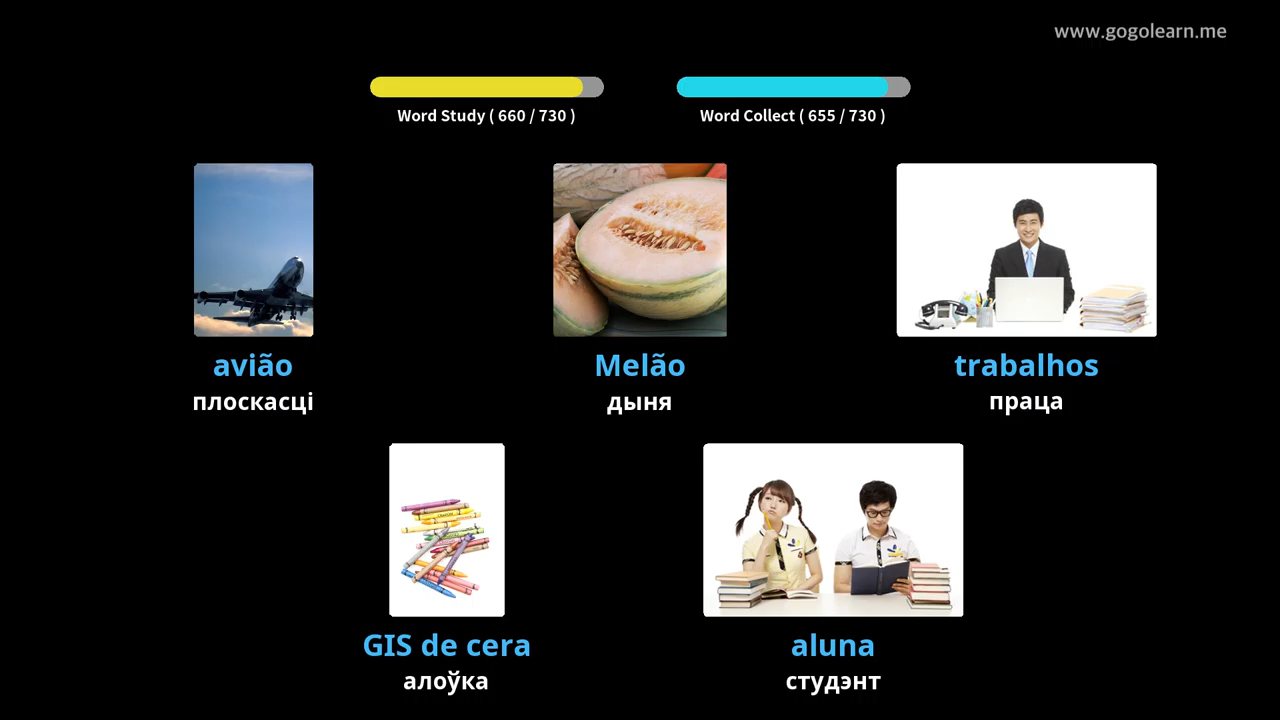 www.gogolearn.me
Word Study ( 660 / 730 )
Word Collect ( 655 / 730 )
avião
Melão
trabalhos
плоскасці
дыня
праца
GIS de cera
aluna
алоўка
студэнт